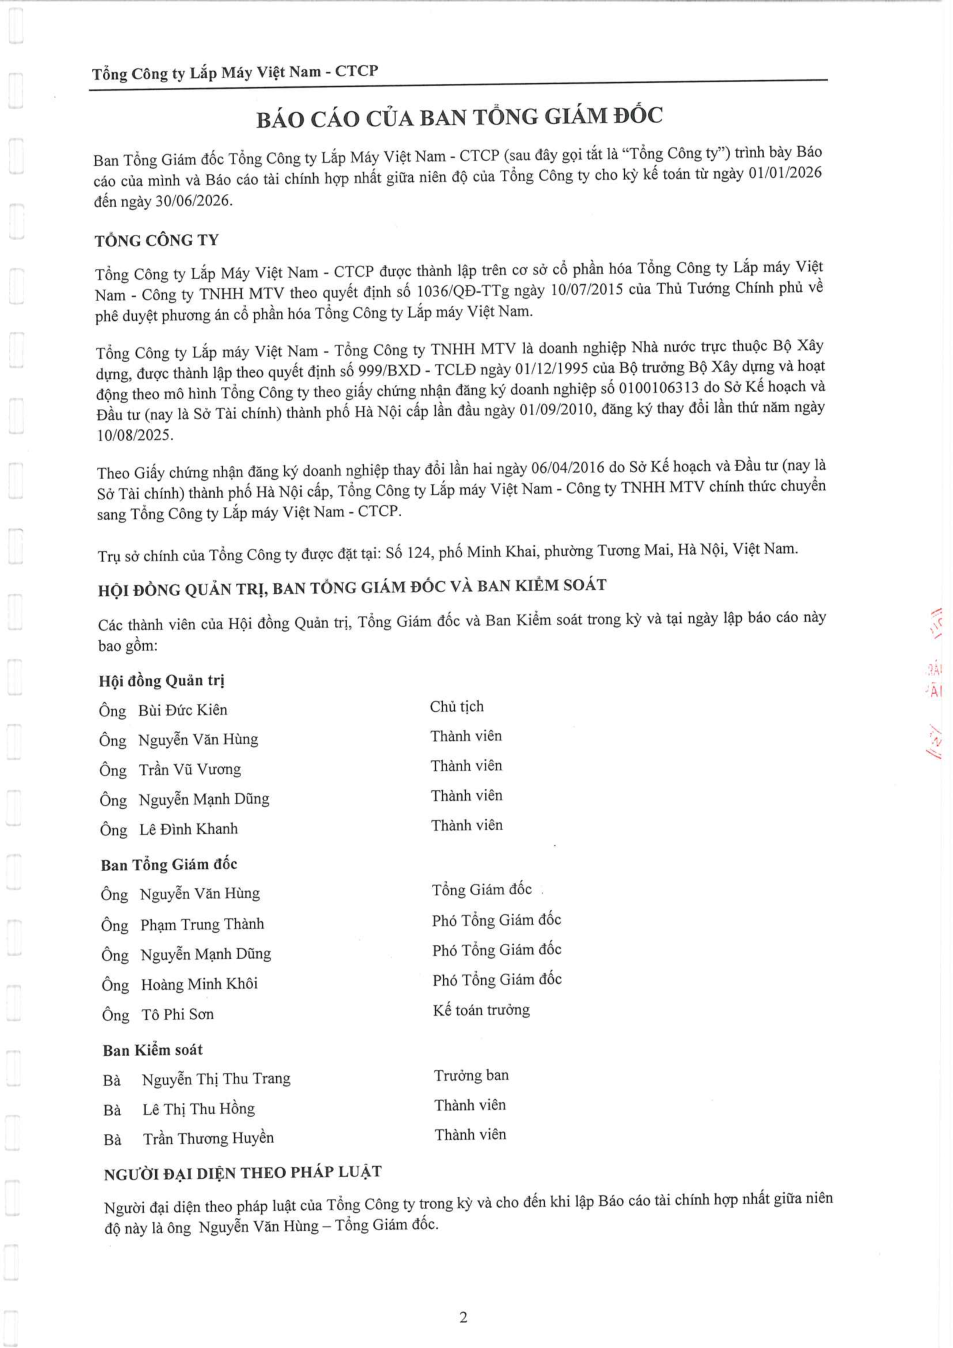 Tổng Công ty Lắp Máy Việt Nam - CTCP
BÁO CÁO CỦA BAN TỔNG GIÁM ĐỐC
Ban Tổng Giám đốc Tổng Công ty Lắp Máy Việt Nam - CTCP (sau đây gọi tắt là “Tổng Công ty”) trình bày Báo
cáo của mình và Báo cáo tài chính hợp nhất giữa niên độ của Tổng Công ty cho kỳ kế toán từ ngày 01/01/2026
đến ngày 30/06/2026.
TỔNG CÔNG TY
Tổng Công ty Lắp Máy Việt Nam - CTCP được thành lập trên cơ sở cổ phần hóa Tổng Công ty Lắp máy Việt
Nam - Công ty TNHH MTV theo quyết định số 1036/QĐ-TTg ngày 10/07/2015 của Thủ Tướng Chính phủ về
phê duyệt phương án cổ phần hóa Tổng Công ty Lắp máy Việt Nam.
Tổng Công ty Lắp máy Việt Nam - Tổng Công ty TNHH MTV là doanh nghiệp Nhà nước trực thuộc Bộ Xây
dựng, được thành lập theo quyết định số 999/BXD - TCLĐ ngày 01/12/1995 của Bộ trưởng Bộ Xây dựng và hoạt
động theo mô hình Tổng Công ty theo giấy chứng nhận đăng ký doanh nghiệp số 0100106313 do Sở Kế hoạch và
Đầu tư (nay là Sở Tài chính) thành phố Hà Nội cấp lần đầu ngày 01/09/2010, đăng ký thay đổi lần thứ năm ngày
10/08/2025.
Theo Giấy chứng nhận đăng ký doanh nghiệp thay đổi lần hai ngày 06/04/2016 do Sở Kế hoạch và Đầu tư (nay là
Sở Tài chính) thành phố Hà Nội cấp, Tổng Công ty Lắp máy Việt Nam - Công ty TNHH MTV chính thức chuyển
sang Tổng Công ty Lắp máy Việt Nam - CTCP.
Trụ sở chính của Tổng Công ty được đặt tại: Số 124, phố Minh Khai, phường Tương Mai, Hà Nội, Việt Nam.
HỘI ĐỒNG QUẢN TRỊ, BAN TỔNG GIÁM ĐỐC VÀ BAN KIỂM SOÁT
Các thành viên của Hội đồng Quản trị, Tổng Giám đốc và Ban Kiểm soát trong kỳ và tại ngày lập báo cáo này
bao gồm:
Hội đồng Quản trị
Ông Bùi Đức Kiên Chủ tịch
Ông Nguyễn Văn Hùng Thành viên
Ông Trần Vũ Vương Thành viên
Ông Nguyễn Mạnh Dũng Thành viên
Ông Lê Đình Khanh Thành viên
Ban Tổng Giám đốc
Ông Nguyễn Văn Hùng Tổng Giám đốc
Ông Phạm Trung Thành Phó Tổng Giám đốc
Ông Nguyễn Mạnh Dũng Phó Tổng Giám đốc
Ông Hoàng Minh Khôi Phó Tổng Giám đốc
Ông Tô Phi Sơn Kế toán trưởng
Ban Kiểm soát
Bà Nguyễn Thị Thu Trang Trưởng ban
Bà Lê Thị Thu Hồng Thành viên
Bà Trần Thương Huyền Thành viên
NGƯỜI ĐẠI DIỆN THEO PHÁP LUẬT
Người đại diện theo pháp luật của Tổng Công ty trong kỳ và cho đến khi lập Báo cáo tài chính hợp nhất giữa niên
độ này là ông Nguyễn Văn Hùng – Tổng Giám đốc.
2